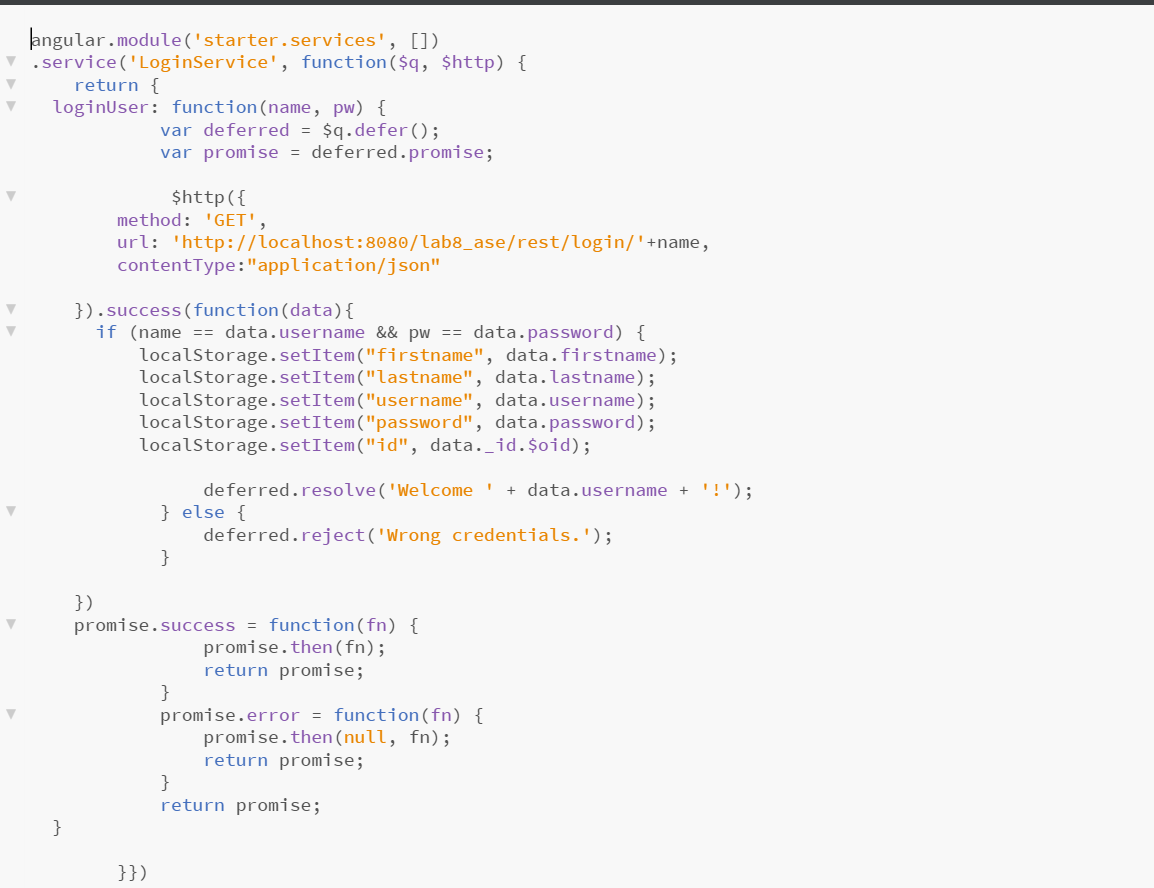 angular.module('starter.services', [])
.service('LoginService', function($q, $http) {
    return {
  loginUser: function(name, pw) {
            var deferred = $q.defer();
            var promise = deferred.promise;
             $http({
        method: 'GET',
        url: 'http://localhost:8080/lab8_ase/rest/login/'+name,
        contentType:"application/json"
    }).success(function(data){
      if (name == data.username && pw == data.password) {
          localStorage.setItem("firstname", data.firstname);
          localStorage.setItem("lastname", data.lastname);
          localStorage.setItem("username", data.username);
          localStorage.setItem("password", data.password);
          localStorage.setItem("id", data._id.$oid);
                deferred.resolve('Welcome ' + data.username + '!');
            } else {
                deferred.reject('Wrong credentials.');
            }
    })
    promise.success = function(fn) {
                promise.then(fn);
                return promise;
            }
            promise.error = function(fn) {
                promise.then(null, fn);
                return promise;
            }
            return promise;
  }
        }})